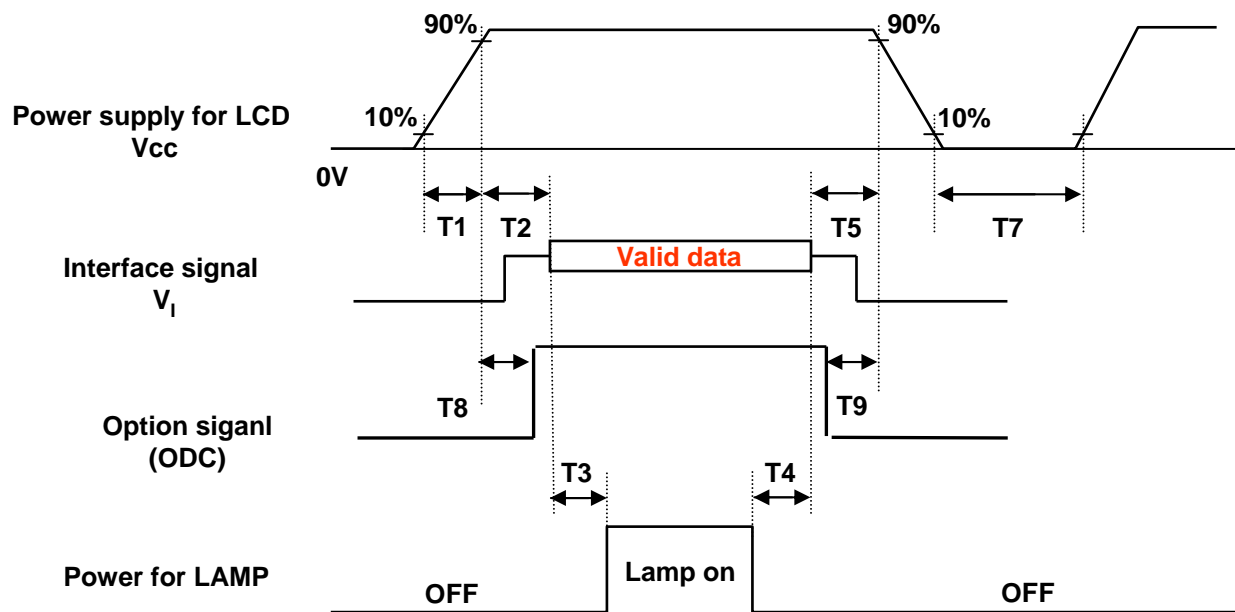 90%
90%
Power supply for LCD
Vcc
10%
10%
0V
T1
T2
T5
T7
Interface signal
VI
Valid data
T8
T9
Option siganl
(ODC)
T3
T4
Power for LAMP
OFF
Lamp on
OFF